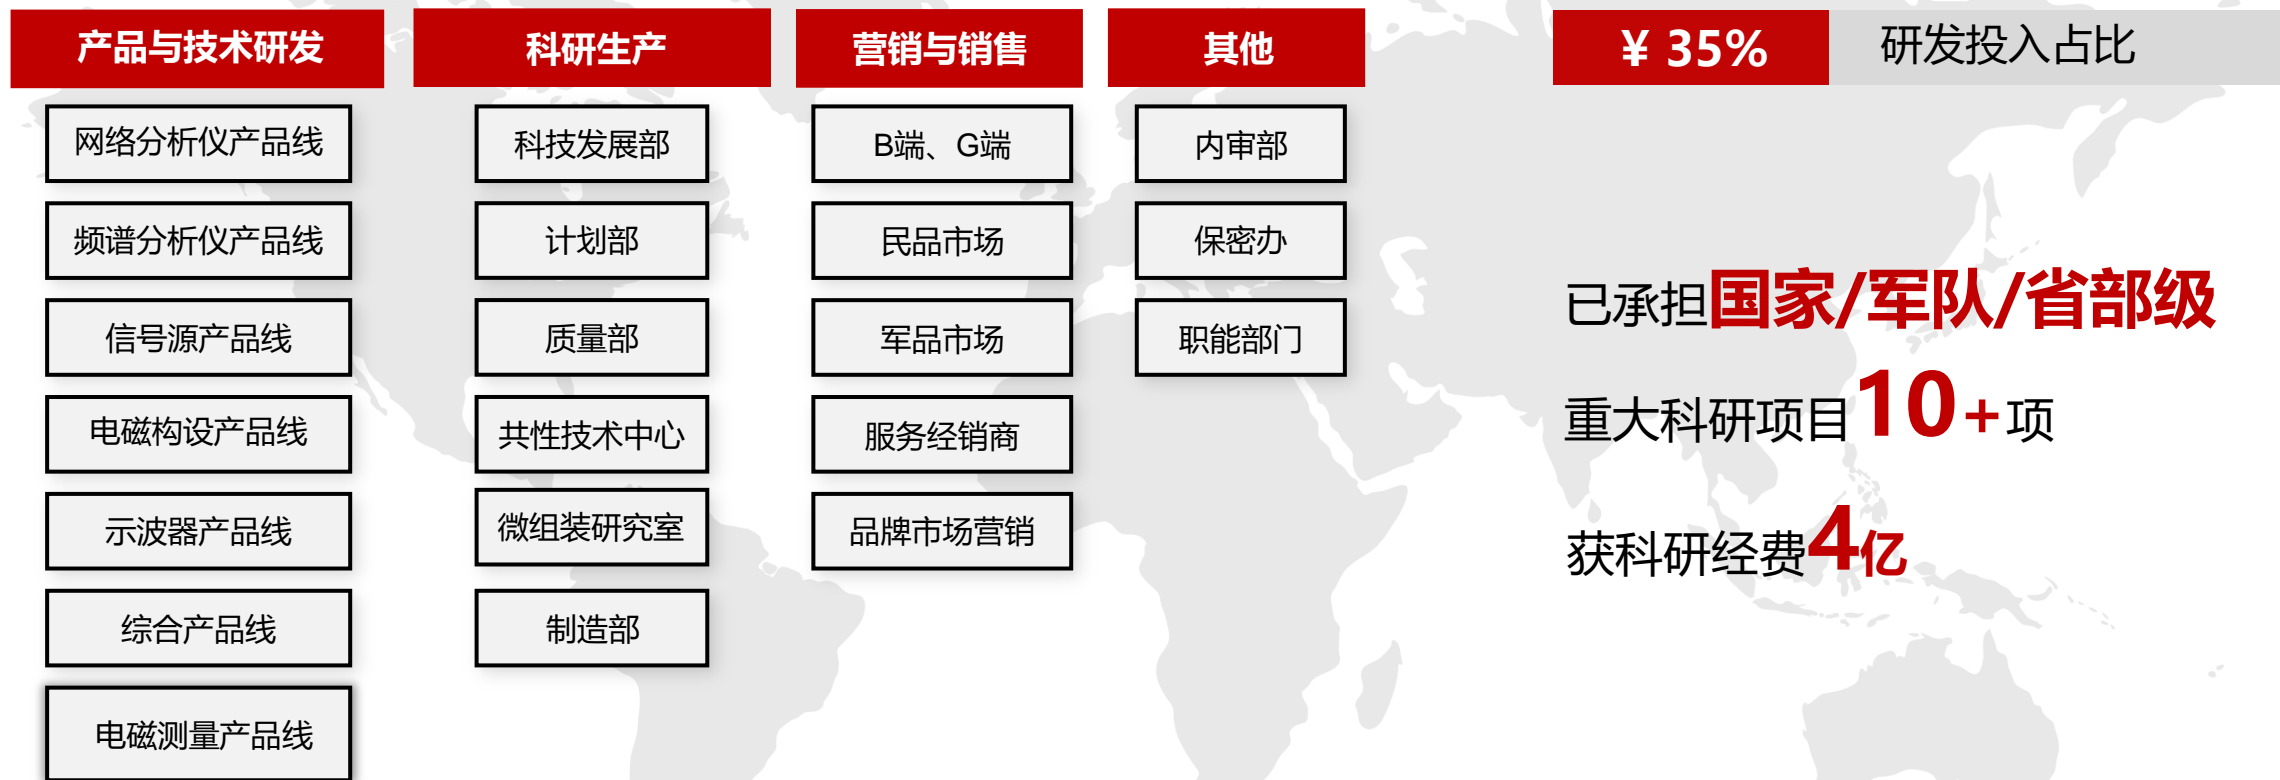 产品与技术研发
网络分析仪产品线
频谱分析仪产品线
信号源产品线
电磁构设产品线
示波器产品线
综合产品线
电磁测量产品线
科研生产
科技发展部
计划部
质量部
共性技术中心
微组装研究室
制造部
营销与销售
B端、G端
民品市场
军品市场
服务经销商
品牌市场营销
其他
内审部
保密办
职能部门
¥ 35% 研发投入占比
已承担国家/军队/省部级
重大科研项目10+项
获科研经费4亿